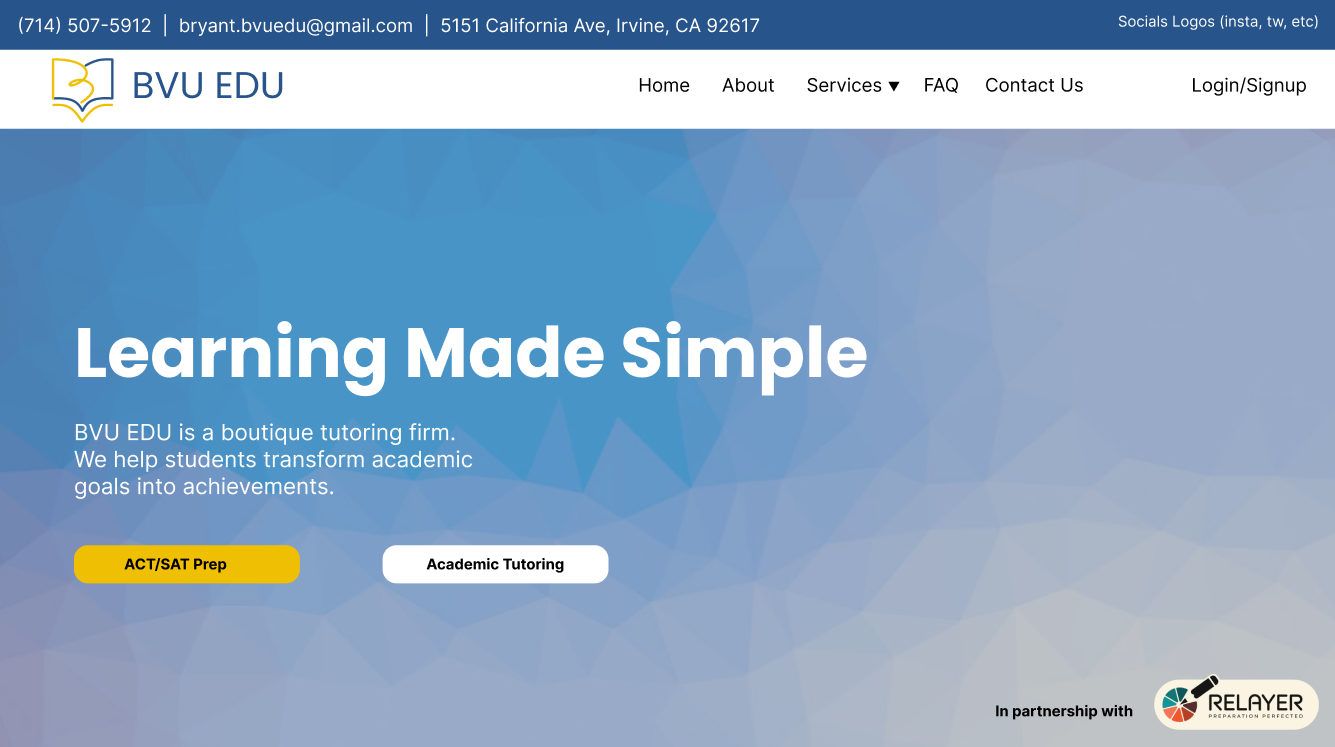 (714) 507-5912 | bryant.bvuedu@gmail.com | 5151 California Ave, Irvine, CA 92617
Socials Logos (insta, tw, etc)
BVU EDU
Home About Services ▼ FAQ Contact Us Login/Signup
Learning Made Simple
BVU EDU is a boutique tutoring firm.
We help students transform academic
goals into achievements.
ACT/SAT Prep
Academic Tutoring
In partnership with
RELAYER
PREPARATION PERFECTED